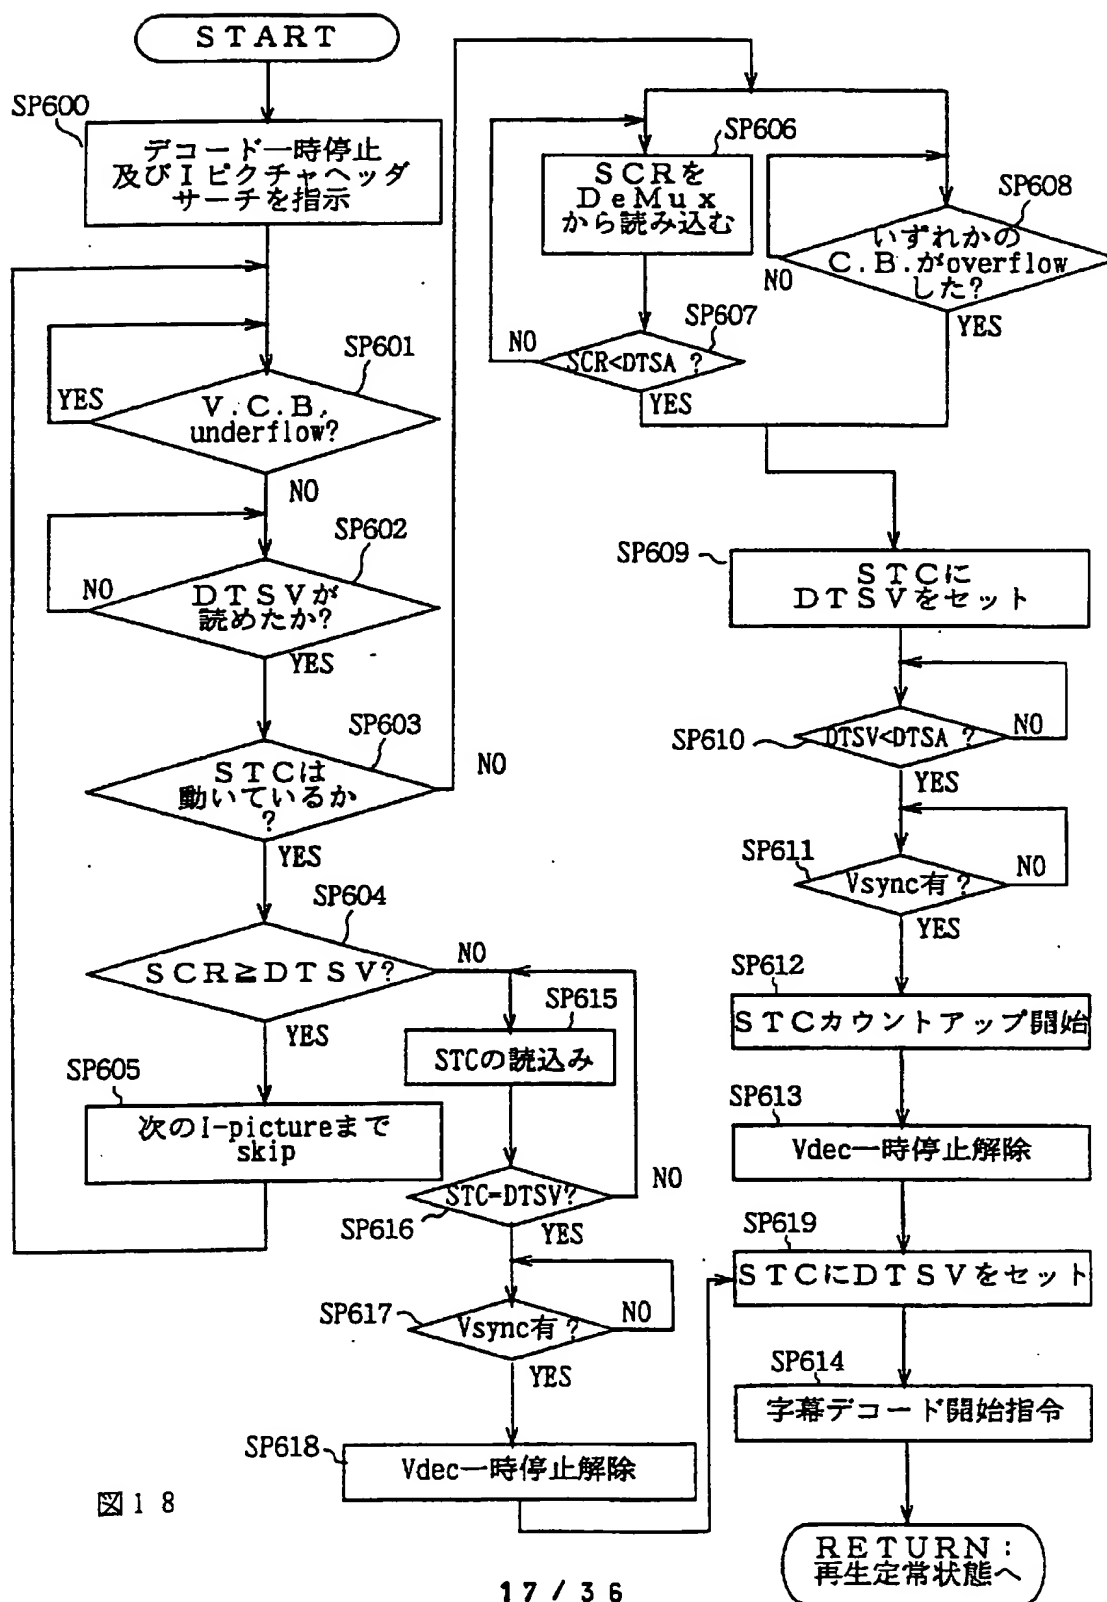 START
SP600
デコード一時停止
及びIピクチャヘッダ
サーチを指示
SP601
YES
V.C.B.
underflow?
NO
SP602
NO
DTSVが
読めたか?
YES
SP603
NO
STCは
動いているか
?
YES
SP604
NO
SCR≧DTSV?
YES
SP605
次のI-pictureまで
skip
SP615
STCの読込み
NO
STC=DTSV?
SP616
YES
SP617
Vsync有?
NO
YES
SP618
Vdec一時停止解除
SP606
SCRを
DeMux
から読み込む
SP607
NO
SCR<DTSA ?
YES
SP608
いずれかの
C.B.がoverflow
した?
NO
YES
SP609
STCに
DTSVをセット
SP610
DTSV<DTSA ?
NO
YES
SP611
Vsync有?
NO
YES
SP612
STCカウントアップ開始
SP613
Vdec一時停止解除
SP619
STCにDTSVをセット
SP614
字幕デコード開始指令
RETURN:
再生定常状態へ
図18
17/36